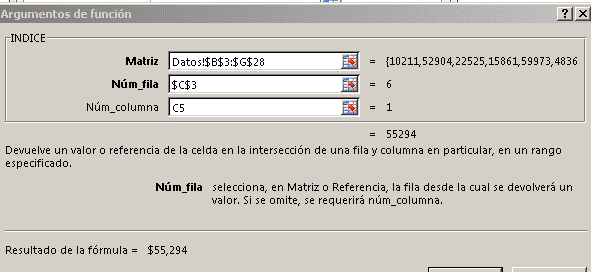 Argumentos de función
INDICE
Matriz Datos!$B$3:$G$28 = {10211,52904,22525,15861,59973,4836
Núm_fila $C$3 = 6
Núm_columna C5 = 1
= 55294
Devuelve un valor o referencia de la celda en la intersección de una fila y columna en particular, en un rango
especificado.
Núm_fila selecciona, en Matriz o Referencia, la fila desde la cual se devolverá un
valor. Si se omite, se requerirá núm_columna.
Resultado de la fórmula = $55,294